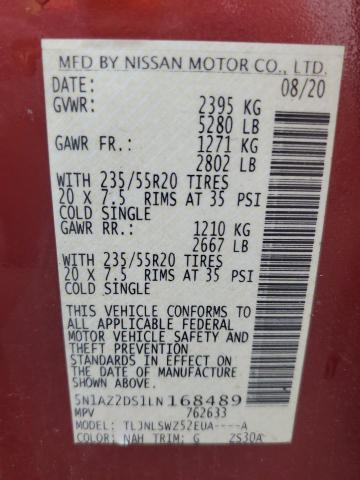 MFD BY NISSAN MOTOR CO., LTD.
DATE: 08/20
GVWR: 2395 KG
5280 LB
GAWR FR.: 1271 KG
2802 LB
WITH 235/55R20 TIRES
20 X 7.5 RIMS AT 35 PSI
COLD SINGLE
GAWR RR.: 1210 KG
2667 LB
WITH 235/55R20 TIRES
20 X 7.5 RIMS AT 35 PSI
COLD SINGLE
THIS VEHICLE CONFORMS TO
ALL APPLICABLE FEDERAL
MOTOR VEHICLE SAFETY AND
THEFT PREVENTION
STANDARDS IN EFFECT ON
THE DATE OF MANUFACTURE
SHOWN ABOVE.
5N1AZ2DS1LN168489
MPV 762633
MODEL: TLJNLSWZ52EUA----A
COLOR: NAH TRIM: G ZS30A